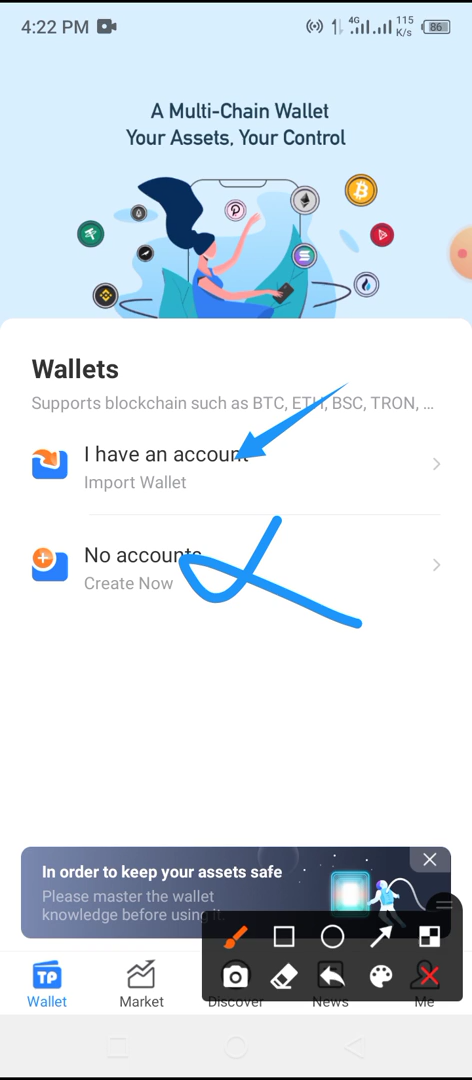 4:22 PM
4G
115
K/s
86
A Multi-Chain Wallet
Your Assets, Your Control
Wallets
Supports blockchain such as BTC, ETH, BSC, TRON, ...
I have an account
Import Wallet
No accounts
Create Now
In order to keep your assets safe
Please master the wallet
knowledge before using it.
TP
Wallet
Market
Discover
News
Me